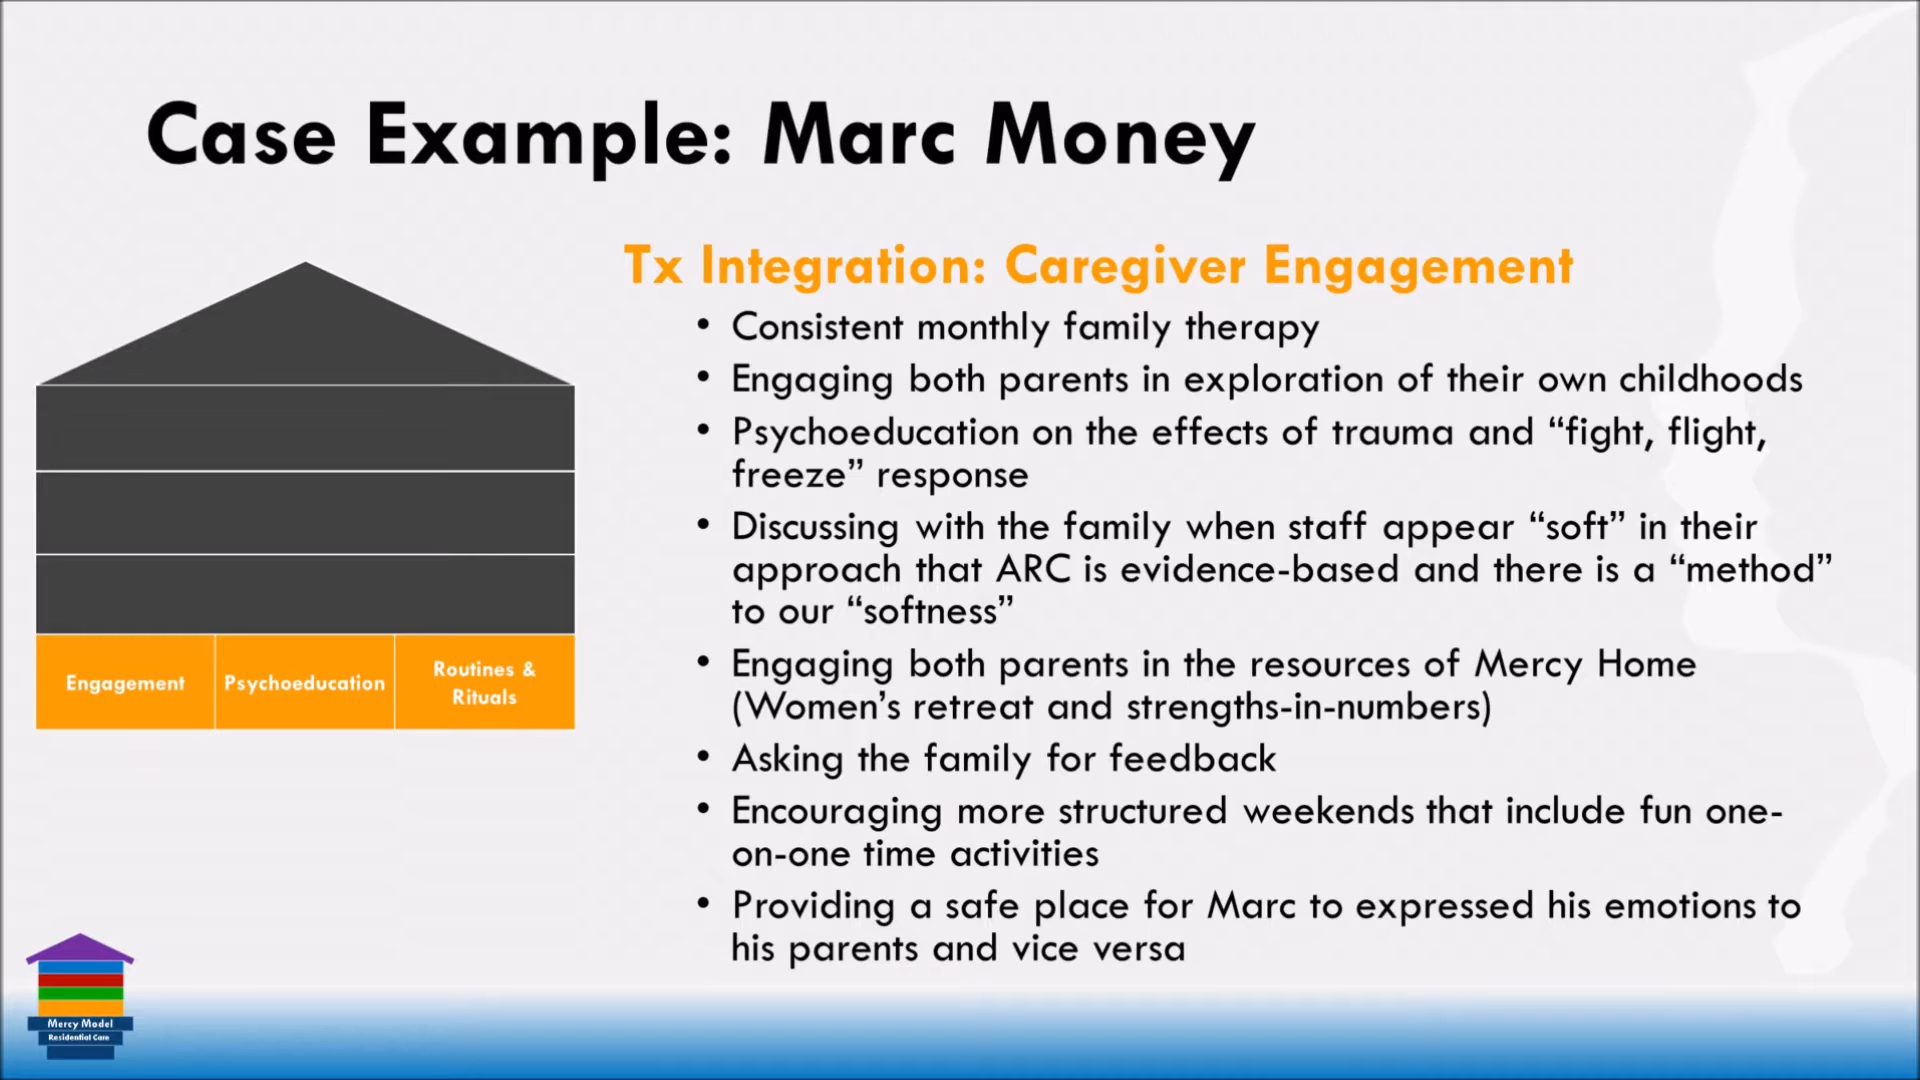 Case Example: Marc Money
Tx Integration: Caregiver Engagement
• Consistent monthly family therapy
• Engaging both parents in exploration of their own childhoods
• Psychoeducation on the effects of trauma and “fight, flight,
freeze” response
• Discussing with the family when staff appear “soft” in their
approach that ARC is evidence-based and there is a “method”
to our “softness”
• Engaging both parents in the resources of Mercy Home
(Women’s retreat and strengths-in-numbers)
• Asking the family for feedback
• Encouraging more structured weekends that include fun one-
on-one time activities
• Providing a safe place for Marc to expressed his emotions to
his parents and vice versa
Engagement
Psychoeducation
Routines &
Rituals
Mercy Model
Residential Care